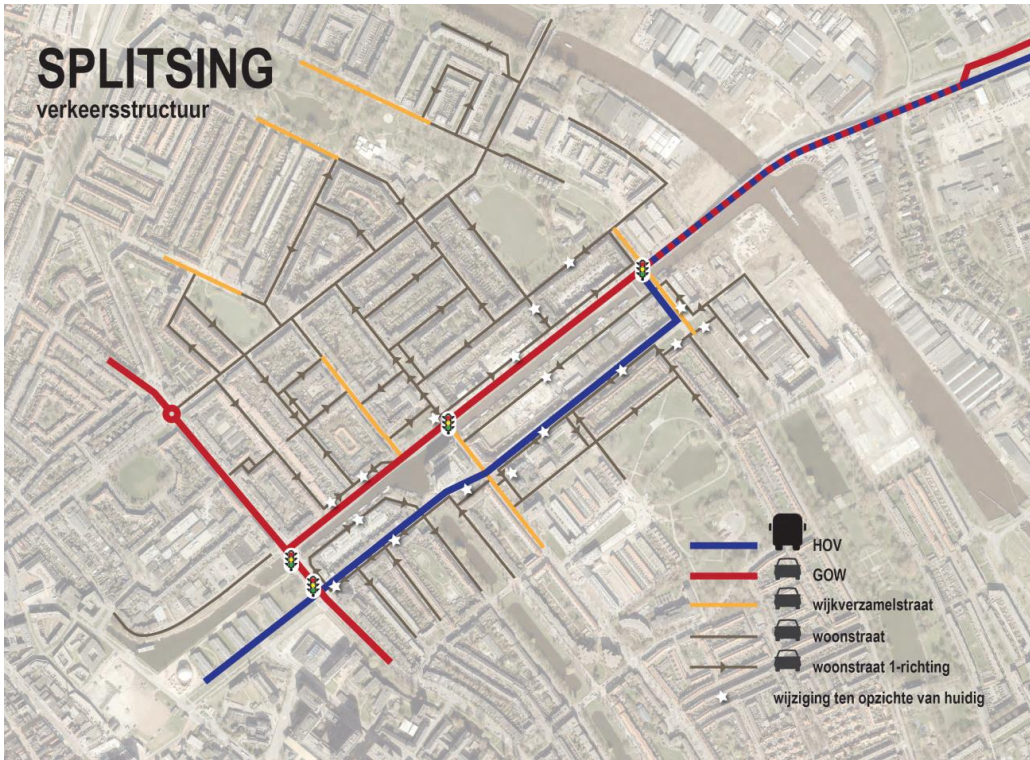 SPLITSING
verkeersstructuur
HOV
GOW
wijkverzamelstraat
woonstraat
woonstraat 1-richting
wijziging ten opzichte van huidig